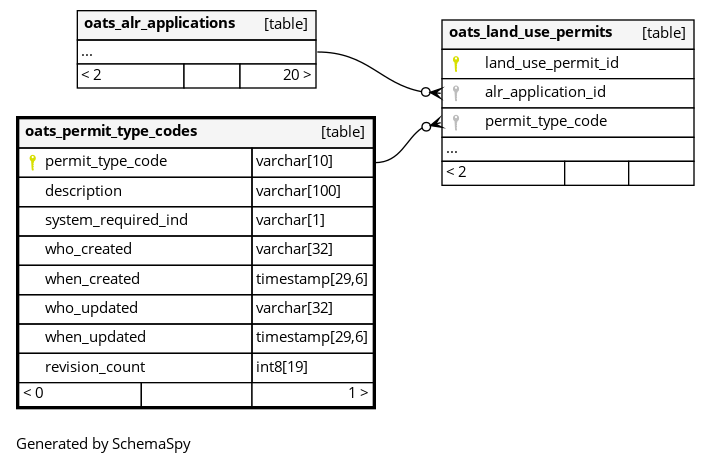 oats_alr_applications [table]
...
< 2 20 >
oats_land_use_permits [table]
land_use_permit_id
alr_application_id
permit_type_code
...
< 2
oats_permit_type_codes [table]
permit_type_code varchar[10]
description varchar[100]
system_required_ind varchar[1]
who_created varchar[32]
when_created timestamp[29,6]
who_updated varchar[32]
when_updated timestamp[29,6]
revision_count int8[19]
< 0 1 >
Generated by SchemaSpy